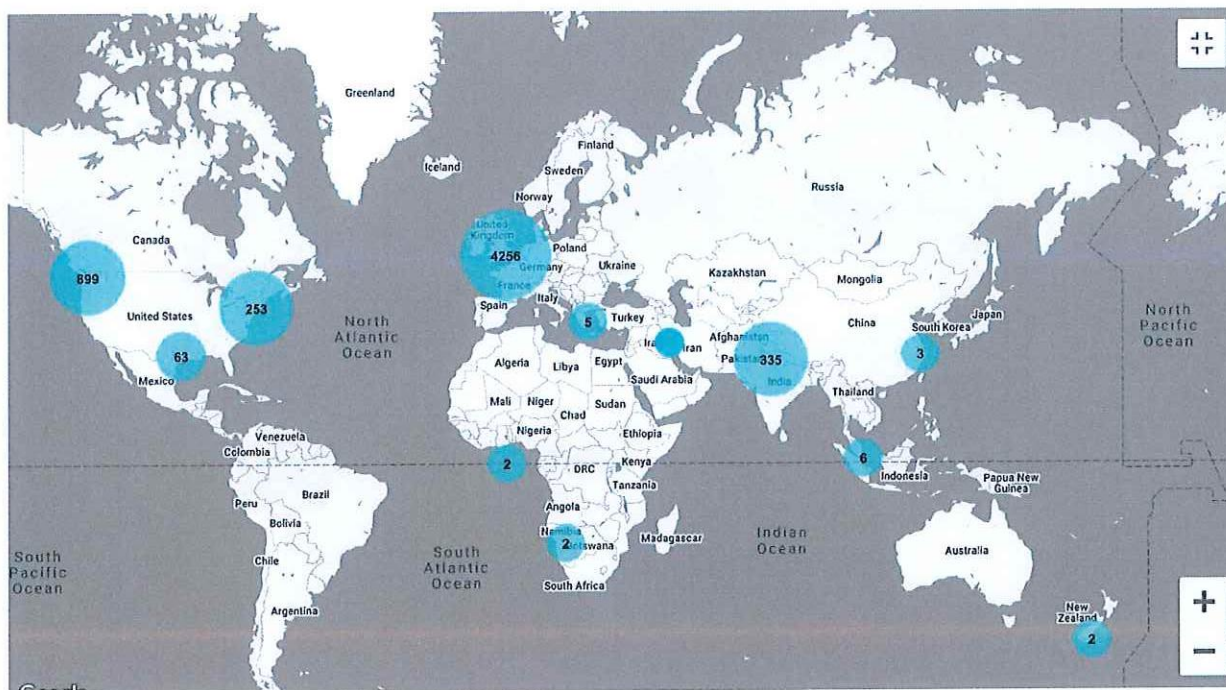 Greenland
Iceland
Finland
Sweden
Norway
Russia
Canada
United
Kingdom
4256
Poland
Germany
Ukraine
France
Kazakhstan
Mongolia
899
253
United States
Spain
Italy
5
Turkey
North
Atlantic
Ocean
China
South Korea
Japan
North
Pacific
Ocean
63
Mexico
Iran
Afghanistan
Pakistan
335
India
3
Algeria
Libya
Egypt
Saudi Arabia
Mali
Niger
Chad
Sudan
Thailand
Nigeria
Ethiopia
Venezuela
Colombia
2
DRC
Kenya
Tanzania
6
Indonesia
Papua New
Guinea
Brazil
Peru
Bolivia
Angola
Namibia
2
Botswana
Madagascar
Indian
Ocean
Australia
South
Pacific
Ocean
Chile
South
Atlantic
Ocean
South Africa
Argentina
New
Zealand
2
+
−